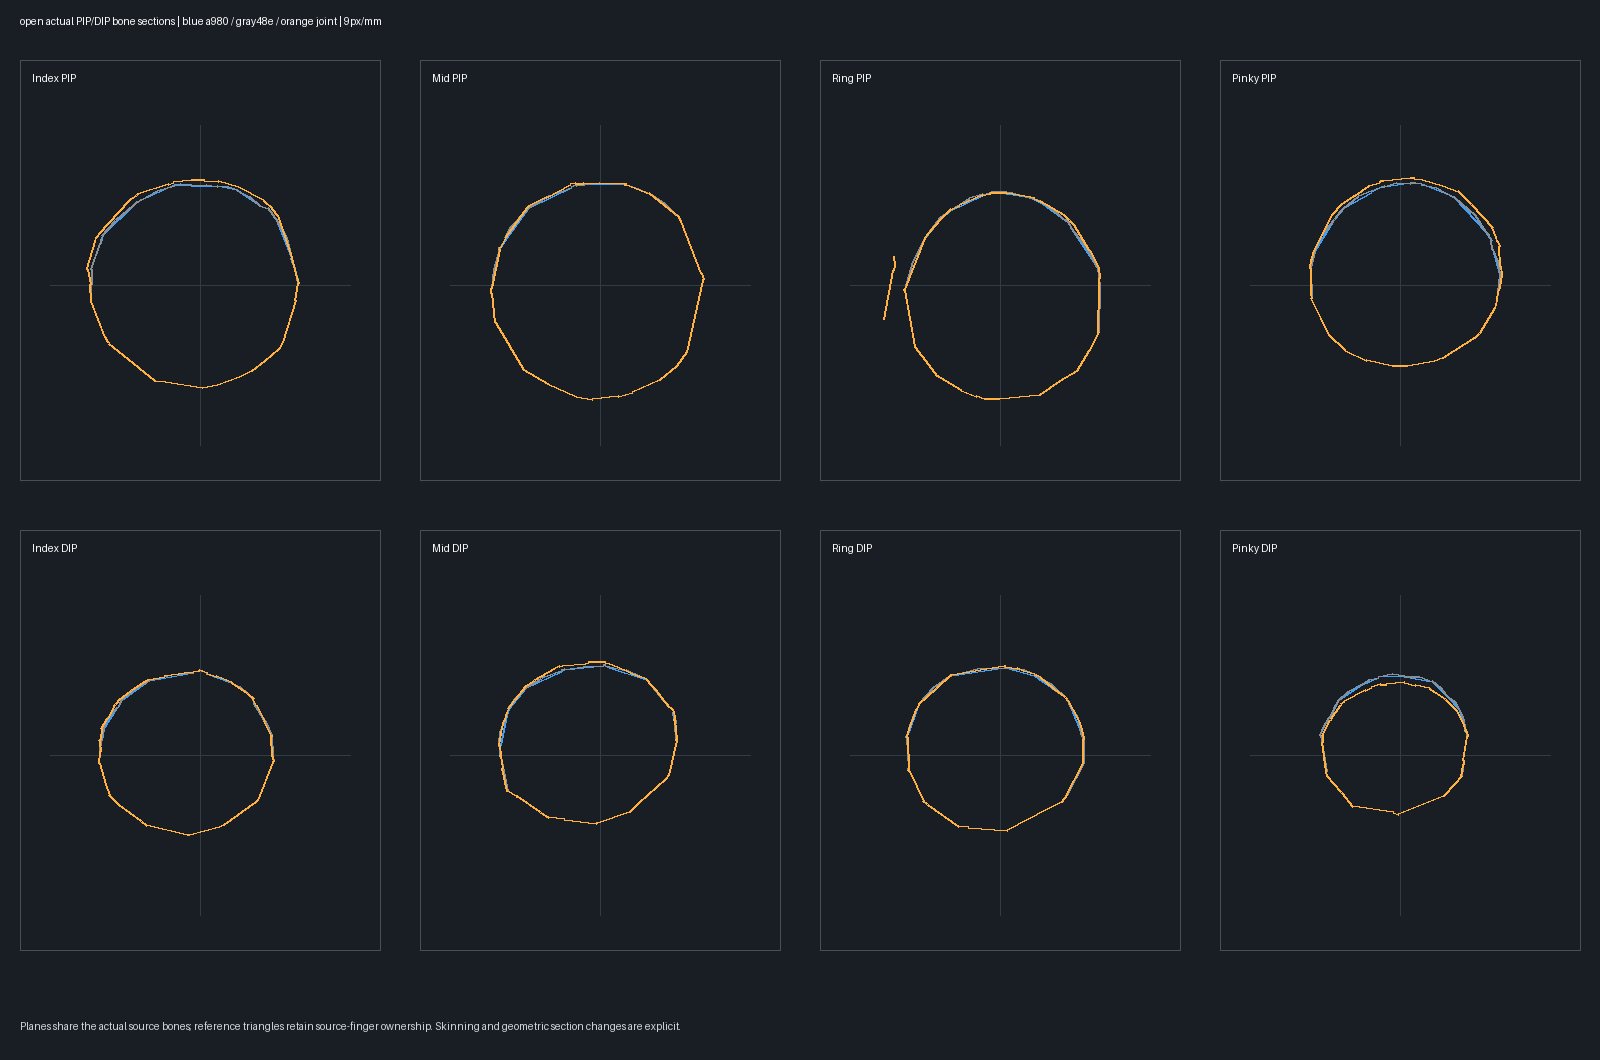 open actual PIP/DIP bone sections | blue a980 / gray48e / orange joint | 9px/mm
Index PIP
Mid PIP
Ring PIP
Pinky PIP
Index DIP
Mid DIP
Ring DIP
Pinky DIP
Planes share the actual source bones; reference triangles retain source-finger ownership. Skinning and geometric section changes are explicit.